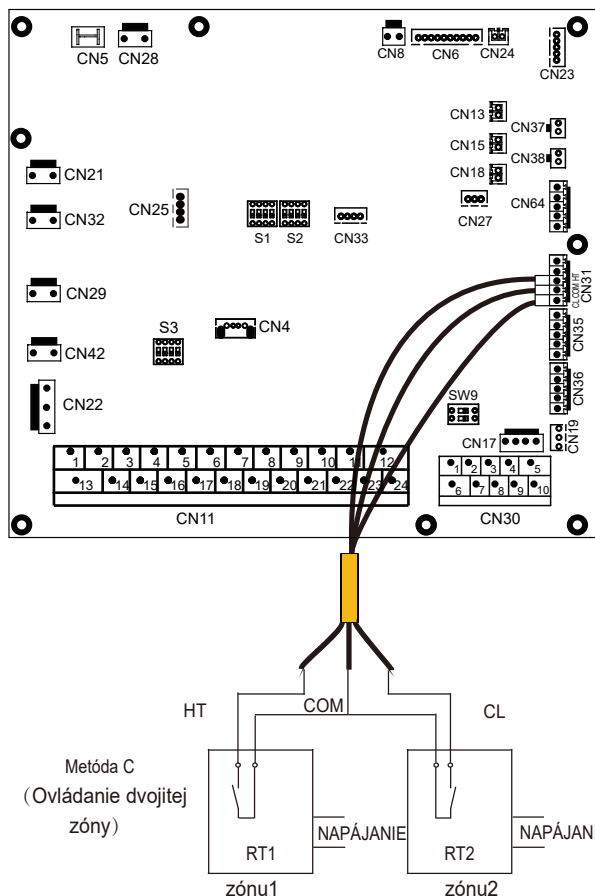 CN5 CN28 CN8 CN6 CN24 CN23
CN13 CN37
CN15 CN38
CN18
CN21
CN32 CN25 S1 S2 CN33 CN27 CN64
CL COM HT CN31
CN29
S3 CN4 CN35
CN42
CN36
CN22 SW9
CN17 CN19
1 2 3 4 5 6 7 8 9 10 11 12
13 14 15 16 17 18 19 20 21 22 23 24
CN11
1 2 3 4 5
6 7 8 9 10
CN30
HT COM CL
Metóda C
(Ovládanie dvojitej
zóny)
NAPÁJANIE NAPÁJANI
RT1 RT2
zónu1 zónu2